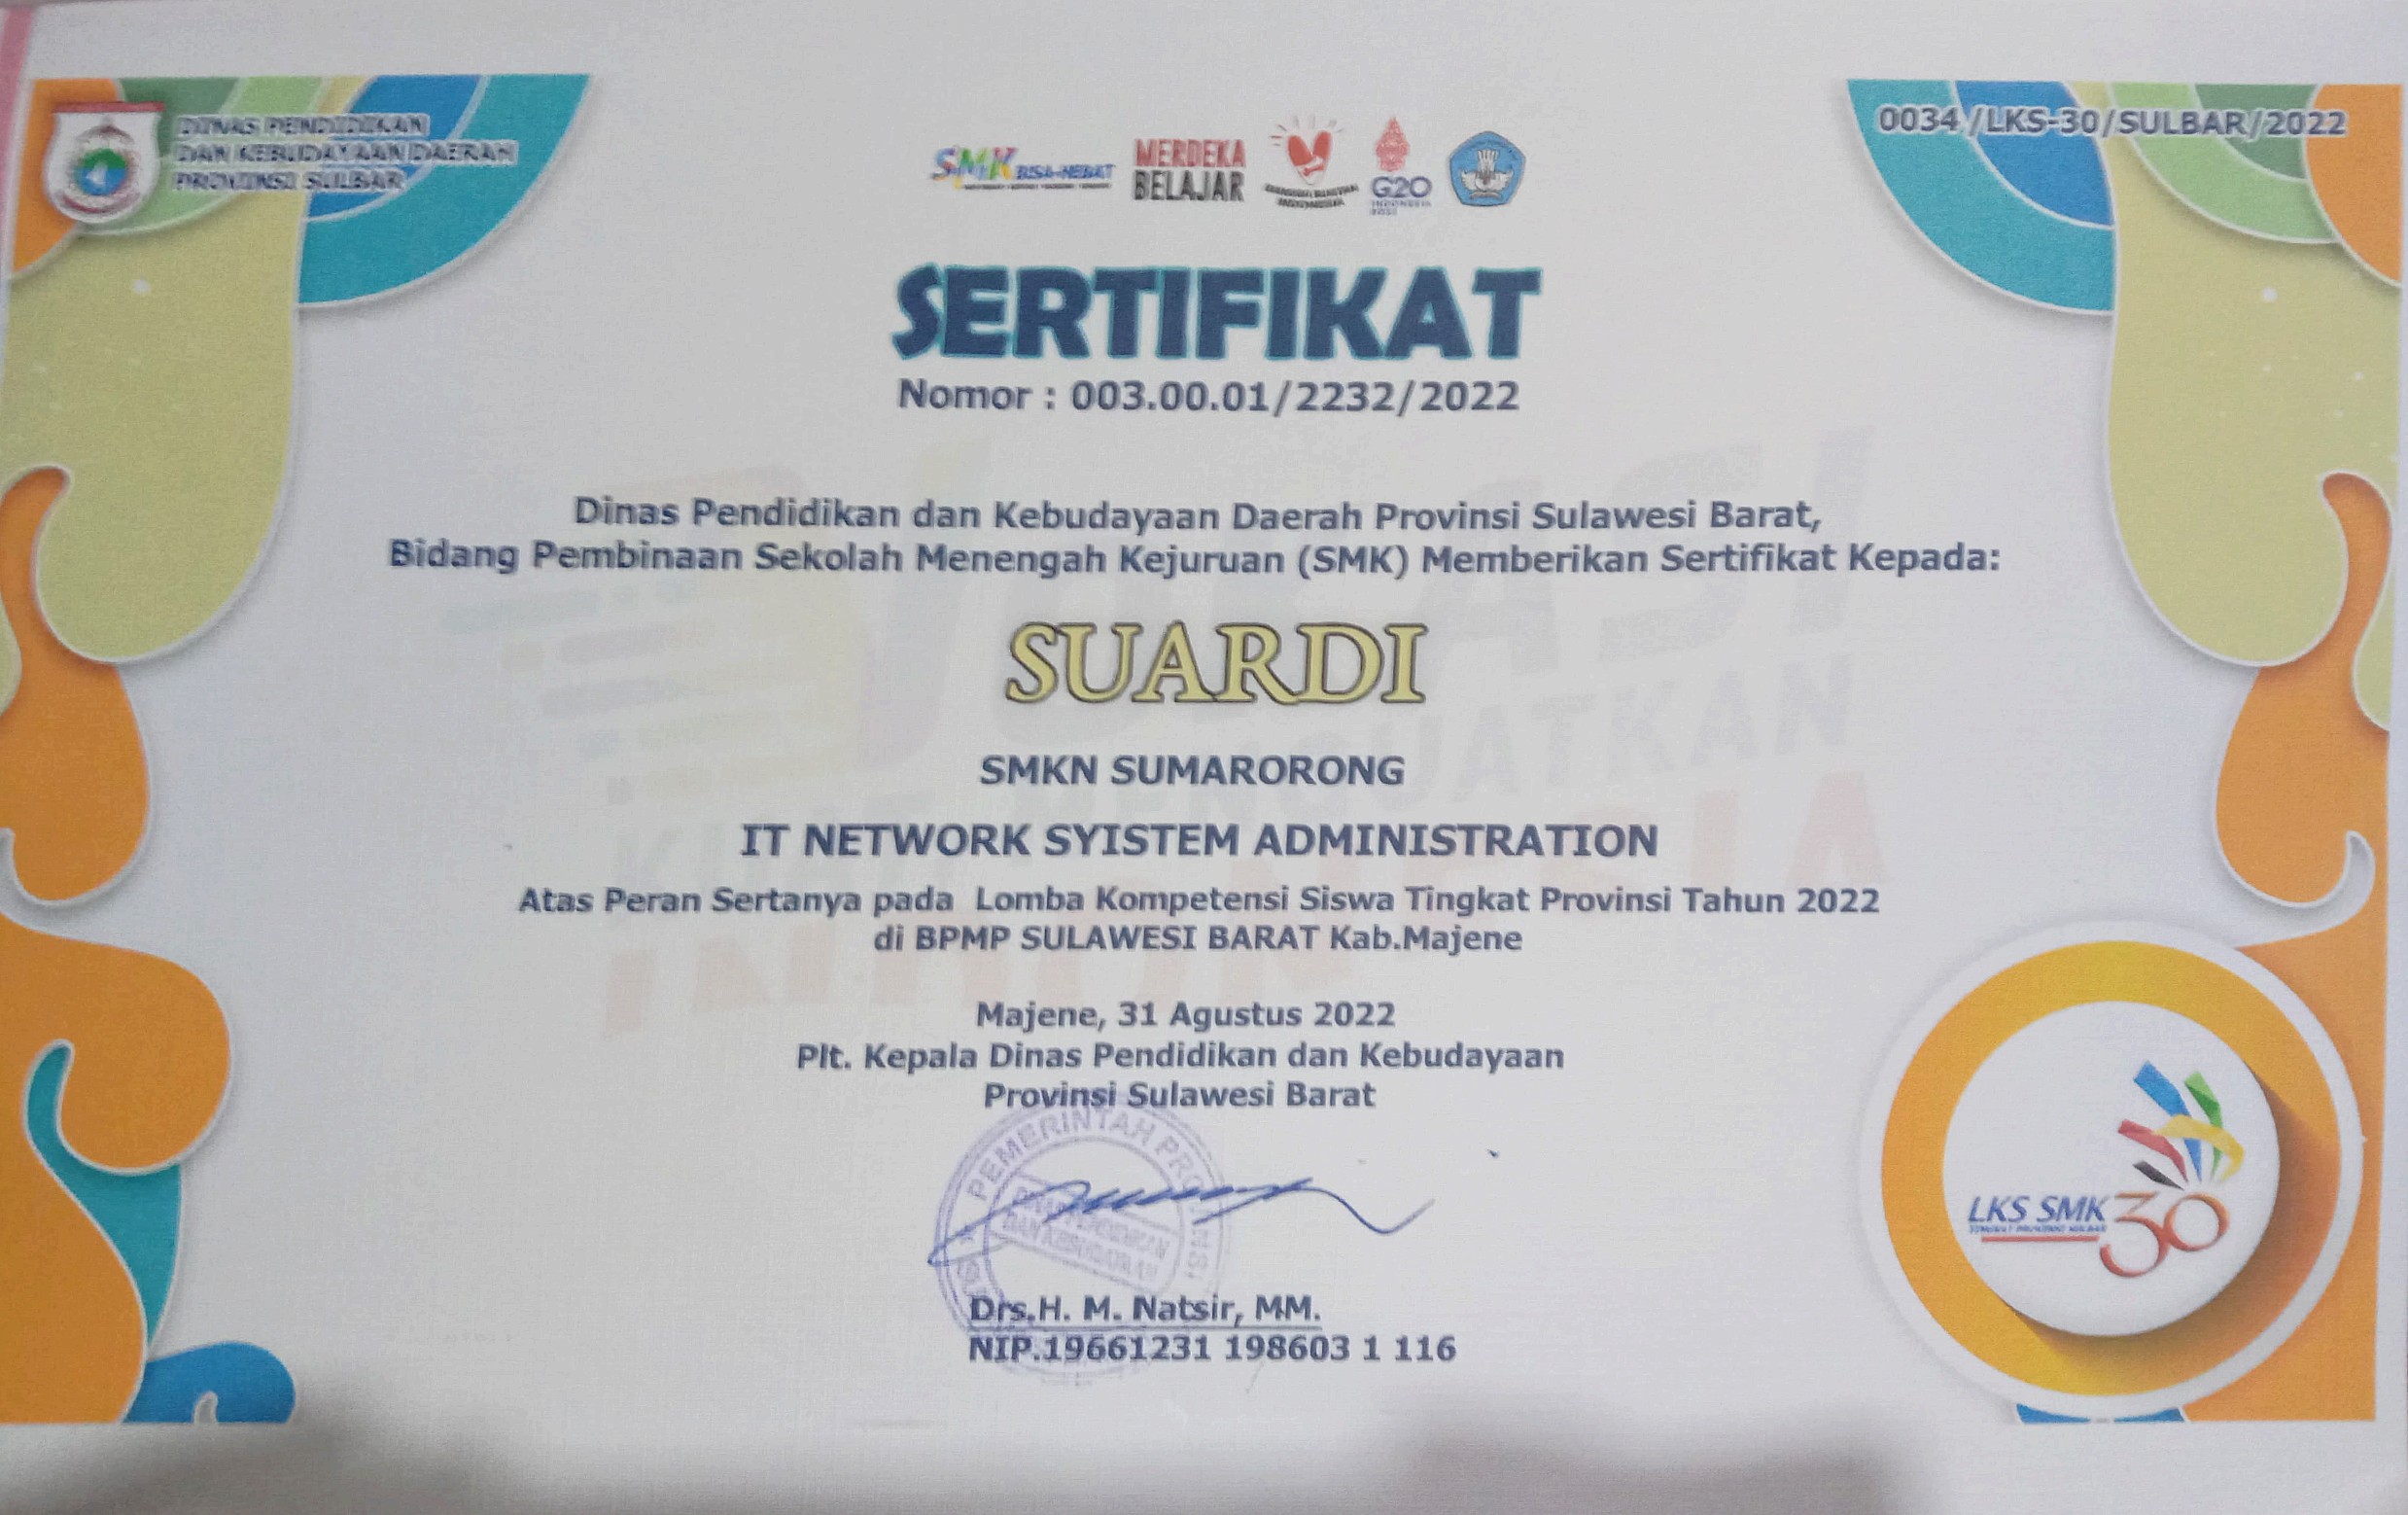 DINAS PENDIDIKAN
DAN KEBUDAYAAN DAERAH
PROVINSI SULBAR
SMK BISA-HEBAT
MERDEKA
BELAJAR
INDONESIA
G20
INDONESIA
2022
0034 /LKS-30/SULBAR/2022
SERTIFIKAT
Nomor : 003.00.01/2232/2022
Dinas Pendidikan dan Kebudayaan Daerah Provinsi Sulawesi Barat,
Bidang Pembinaan Sekolah Menengah Kejuruan (SMK) Memberikan Sertifikat Kepada:
SUARDI
SMKN SUMARORONG
IT NETWORK SYISTEM ADMINISTRATION
Atas Peran Sertanya pada Lomba Kompetensi Siswa Tingkat Provinsi Tahun 2022
di BPMP SULAWESI BARAT Kab.Majene
Majene, 31 Agustus 2022
Plt. Kepala Dinas Pendidikan dan Kebudayaan
Provinsi Sulawesi Barat
PEMERINTAH PROVINSI
DINAS PENDIDIKAN
DAN KEBUDAYAAN
Drs.H. M. Natsir, MM.
NIP.19661231 198603 1 116
LKS SMK 30
TINGKAT PROVINSI SULBAR